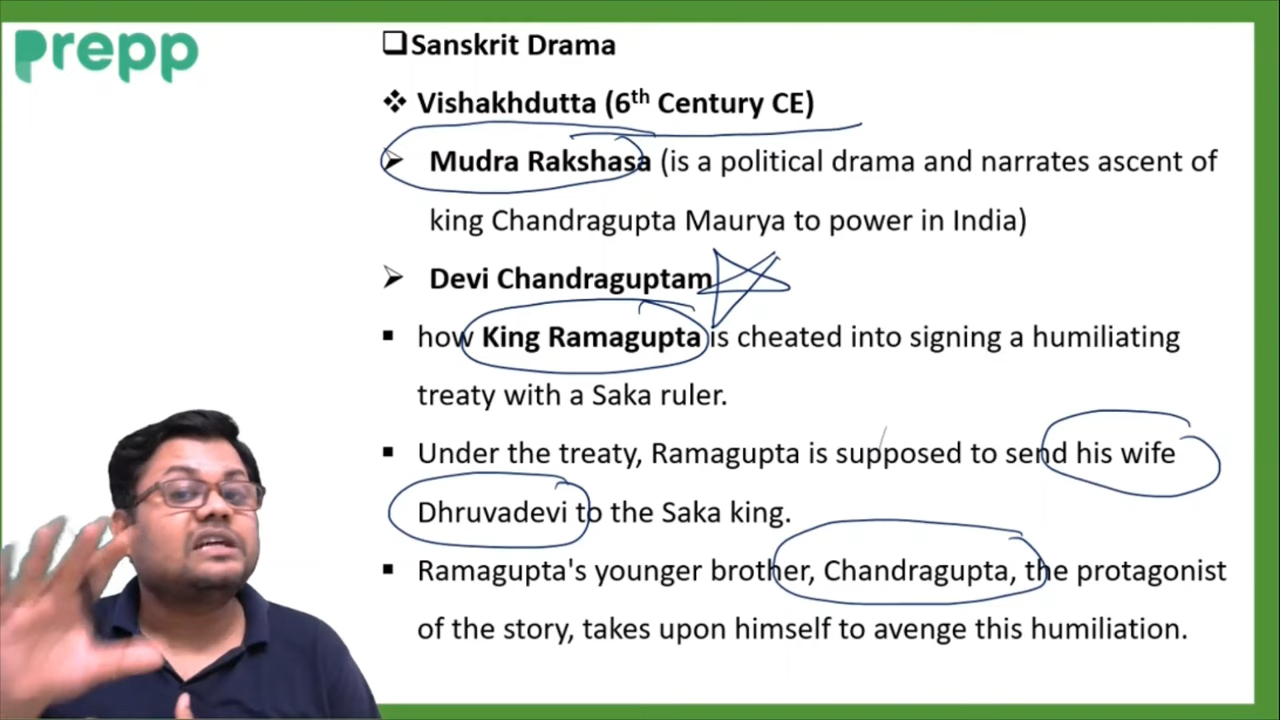 prepp
❑Sanskrit Drama
❖ Vishakhdutta (6th Century CE)
➢ Mudra Rakshasa (is a political drama and narrates ascent of
king Chandragupta Maurya to power in India)
➢ Devi Chandraguptam
▪ how King Ramagupta is cheated into signing a humiliating
treaty with a Saka ruler.
▪ Under the treaty, Ramagupta is supposed to send his wife
Dhruvadevi to the Saka king.
▪ Ramagupta's younger brother, Chandragupta, the protagonist
of the story, takes upon himself to avenge this humiliation.